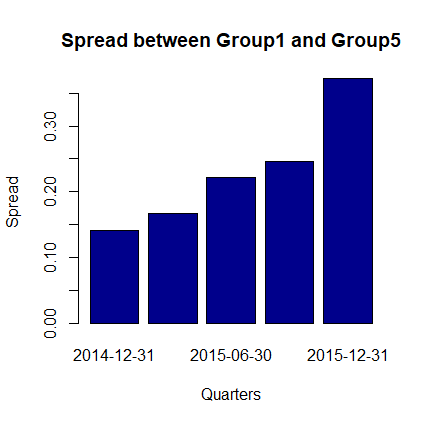 Spread between Group1 and Group5
0.30
0.20
0.10
0.00
Spread
2014-12-31 2015-06-30 2015-12-31
Quarters